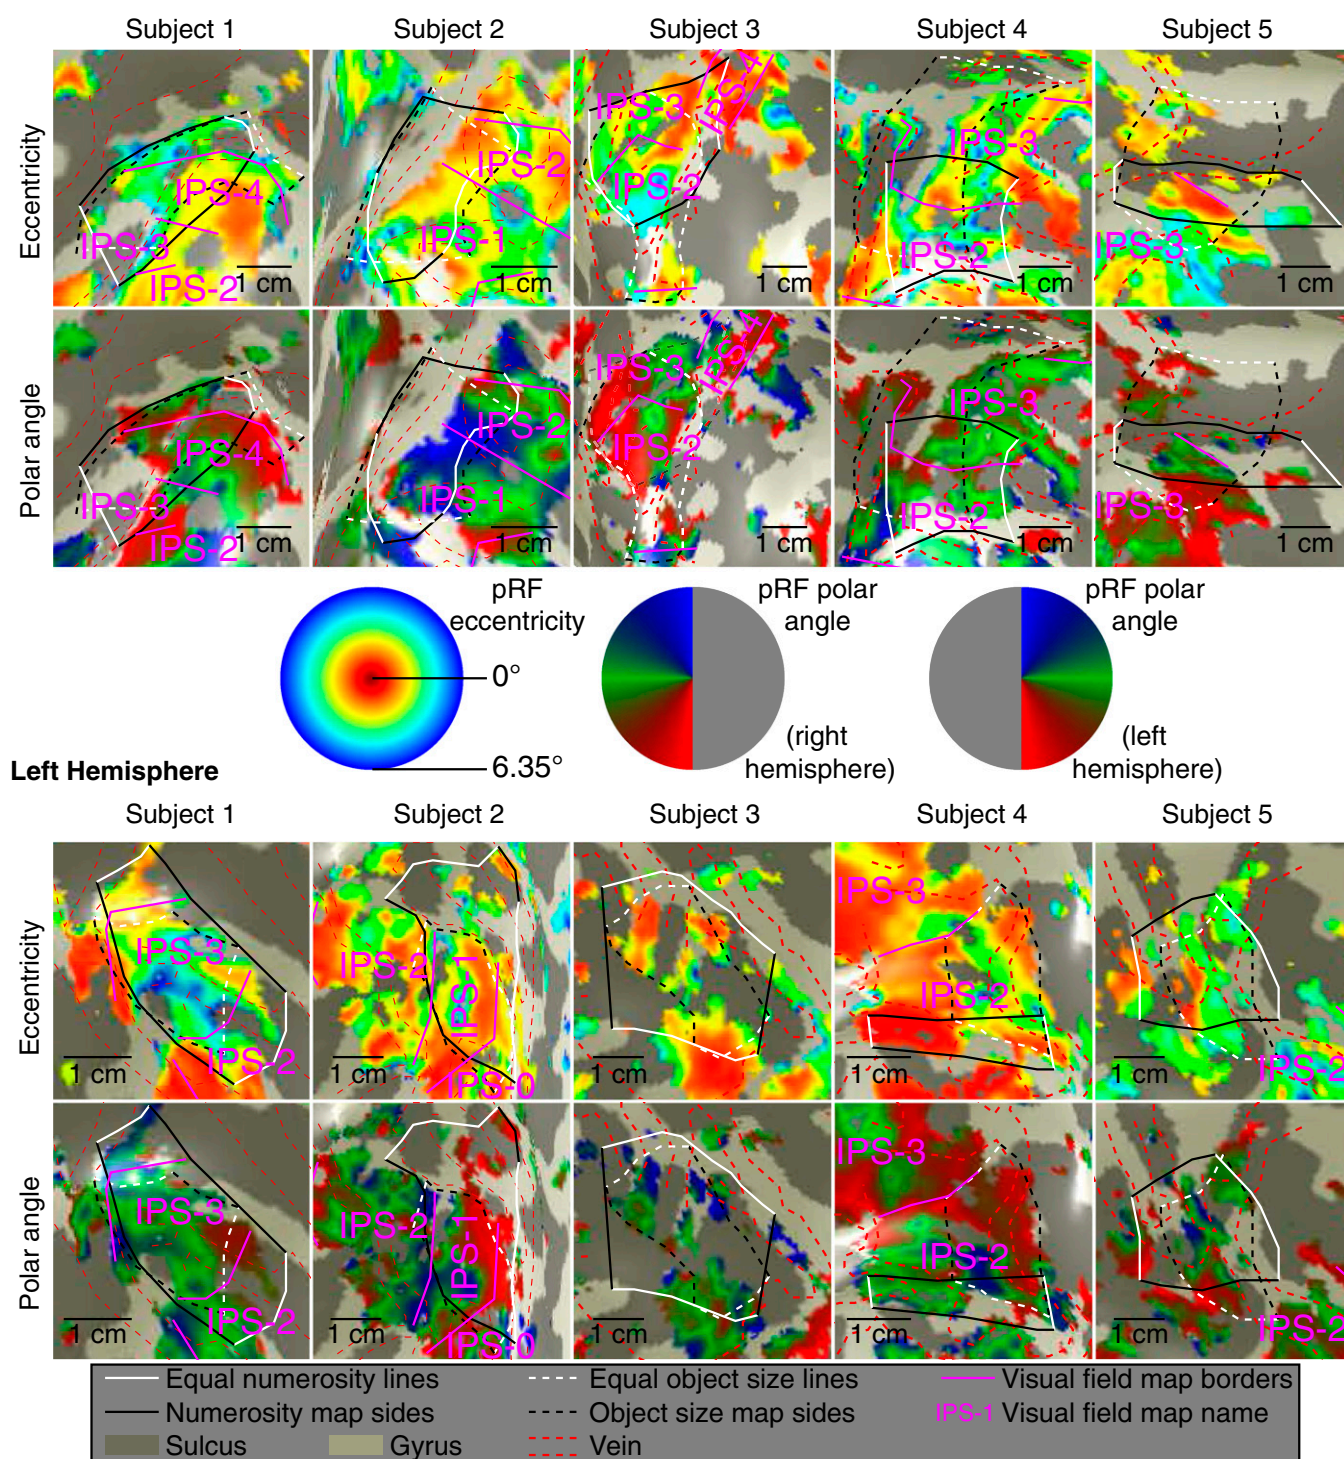 Subject 1 Subject 2 Subject 3 Subject 4 Subject 5
Eccentricity
IPS-4
IPS-3
IPS-2
1 cm
IPS-2
IPS-1
1 cm
IPS-3
IPS-4
IPS-2
1 cm
IPS-3
IPS-2
1 cm
IPS-3
1 cm
Polar angle
IPS-4
IPS-3
IPS-2
1 cm
IPS-2
IPS-1
1 cm
IPS-3
IPS-4
IPS-2
1 cm
IPS-3
IPS-2
1 cm
IPS-3
1 cm
pRF
eccentricity
0°
6.35°
pRF polar
angle
(right
hemisphere)
pRF polar
angle
(left
hemisphere)
Left Hemisphere
Subject 1 Subject 2 Subject 3 Subject 4 Subject 5
Eccentricity
IPS-3
IPS-2
1 cm
IPS-2
IPS-1
IPS-0
1 cm
1 cm
IPS-3
IPS-2
1 cm
IPS-2
1 cm
Polar angle
IPS-3
IPS-2
1 cm
IPS-2
IPS-1
IPS-0
1 cm
1 cm
IPS-3
IPS-2
1 cm
IPS-2
1 cm
Equal numerosity lines Equal object size lines Visual field map borders
Numerosity map sides Object size map sides IPS-1 Visual field map name
Sulcus Gyrus Vein